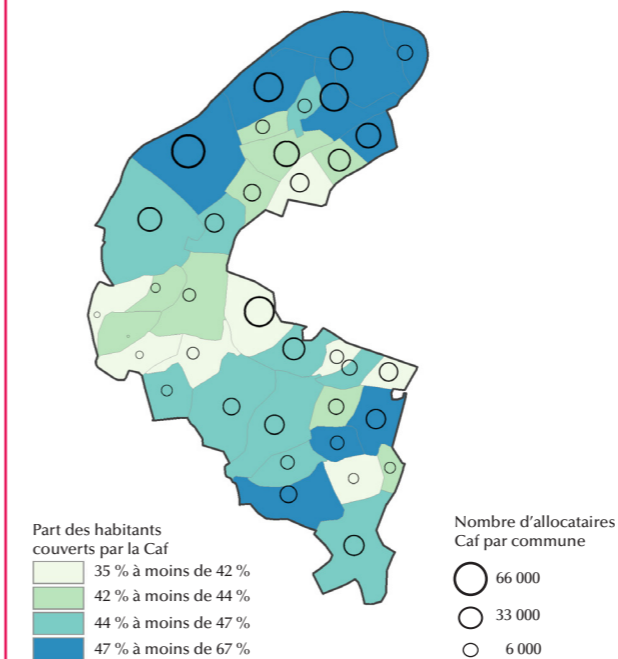 Part des habitants
couverts par la Caf
35 % à moins de 42 %
42 % à moins de 44 %
44 % à moins de 47 %
47 % à moins de 67 %
Nombre d'allocataires
Caf par commune
66 000
33 000
6 000